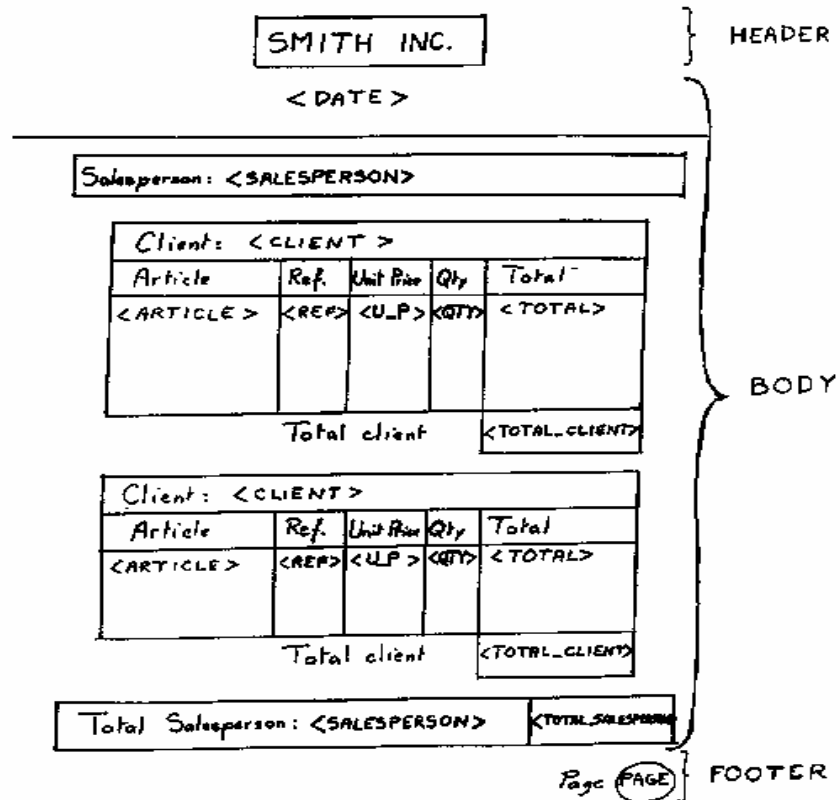 SMITH INC. HEADER
<DATE>
Salesperson: <SALESPERSON>
Client: <CLIENT>
Article Ref. Unit Price Qty Total
<ARTICLE> <REF> <U_P> <QTY> <TOTAL>
BODY
Total client <TOTAL_CLIENT>
Client: <CLIENT>
Article Ref. Unit Price Qty Total
<ARTICLE> <REF> <U_P> <QTY> <TOTAL>
Total client <TOTAL_CLIENT>
Total Salesperson: <SALESPERSON> <TOTAL_SALESPERSON>
Page PAGE FOOTER